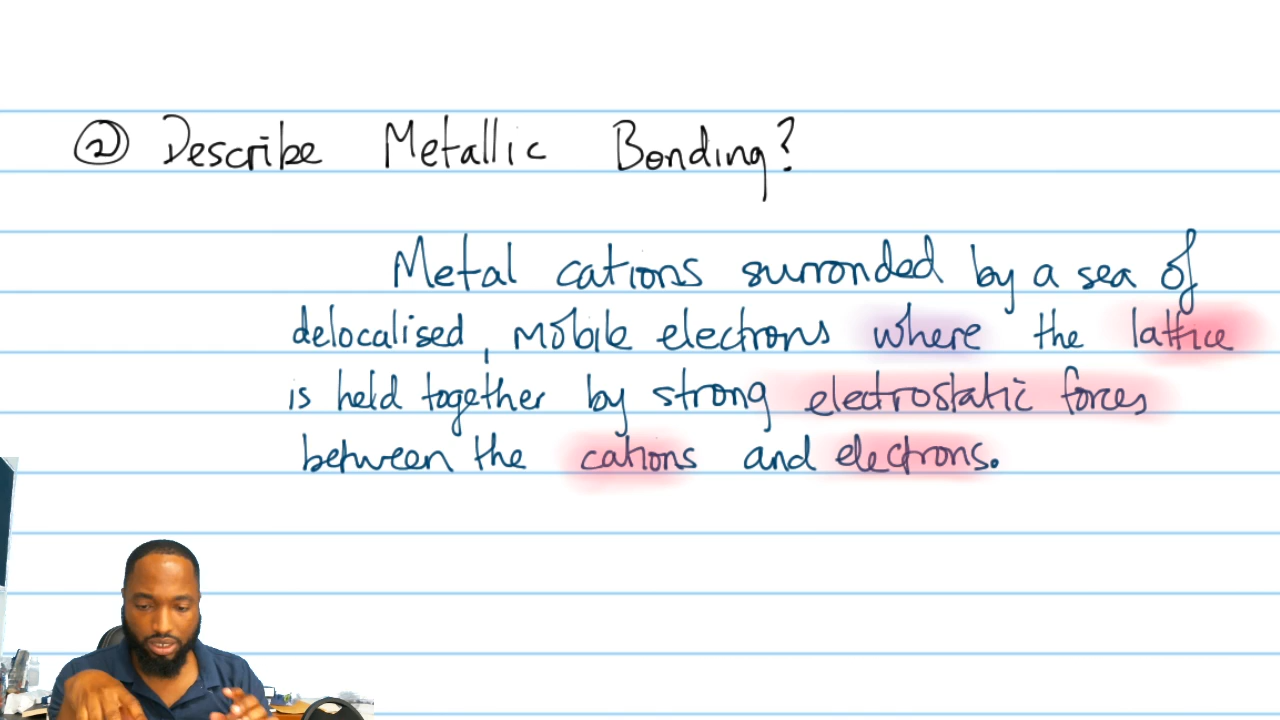 ② Describe Metallic Bonding?
Metal cations surronded by a sea of
delocalised, mobile electrons where the lattice
is held together by strong electrostatic forces
between the cations and electrons.